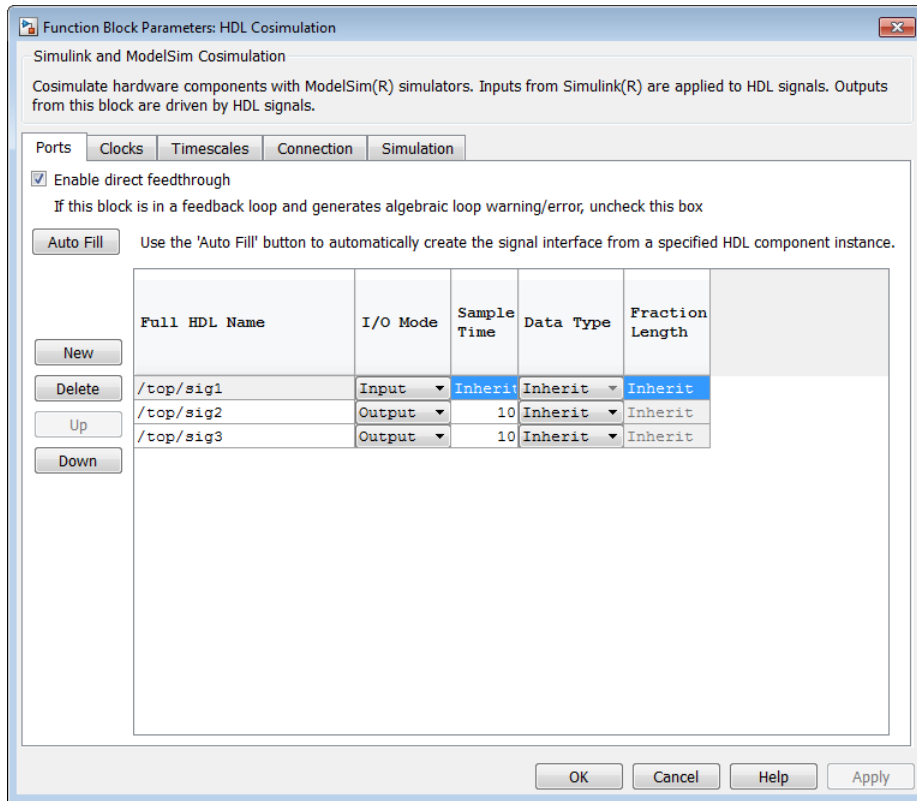 Function Block Parameters: HDL Cosimulation
Simulink and ModelSim Cosimulation
Cosimulate hardware components with ModelSim(R) simulators. Inputs from Simulink(R) are applied to HDL signals. Outputs
from this block are driven by HDL signals.
Ports Clocks Timescales Connection Simulation
Enable direct feedthrough
If this block is in a feedback loop and generates algebraic loop warning/error, uncheck this box
Auto Fill Use the 'Auto Fill' button to automatically create the signal interface from a specified HDL component instance.
Full HDL Name I/O Mode Sample Time Data Type Fraction Length
New
Delete /top/sig1 Input Inherit Inherit Inherit
/top/sig2 Output 10 Inherit Inherit
Up
/top/sig3 Output 10 Inherit Inherit
Down
OK Cancel Help Apply